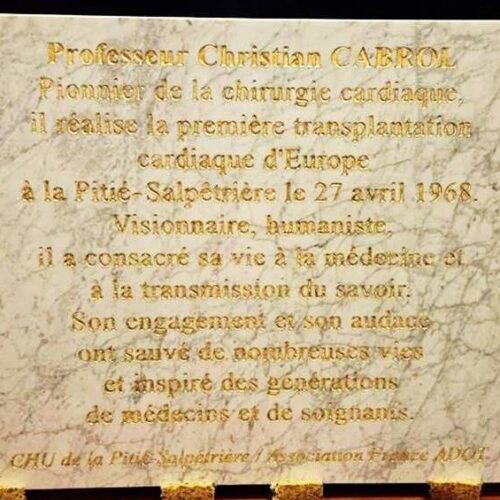 Professeur Christian CABROL
Pionnier de la chirurgie cardiaque,
il réalise la première transplantation
cardiaque d'Europe
à la Pitié-Salpêtrière le 27 avril 1968.
Visionnaire, humaniste,
il a consacré sa vie à la médecine et
à la transmission du savoir.
Son engagement et son audace
ont sauvé de nombreuses vies
et inspiré des générations
de médecins et de soignants.
CHU de la Pitié-Salpêtrière / Association France ADOT